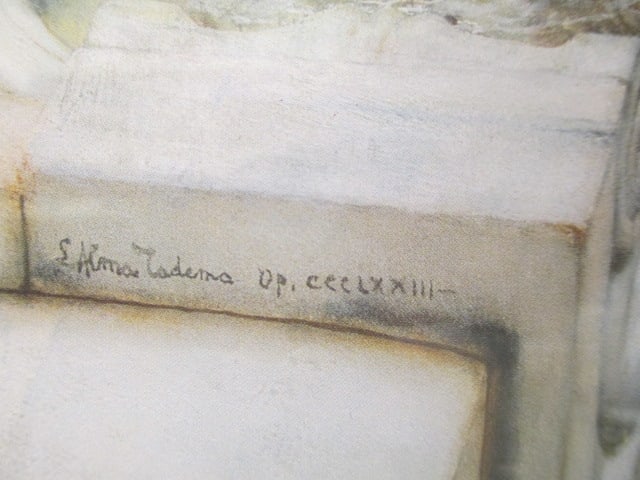 L Alma Tadema Op. CCCLXXIII—